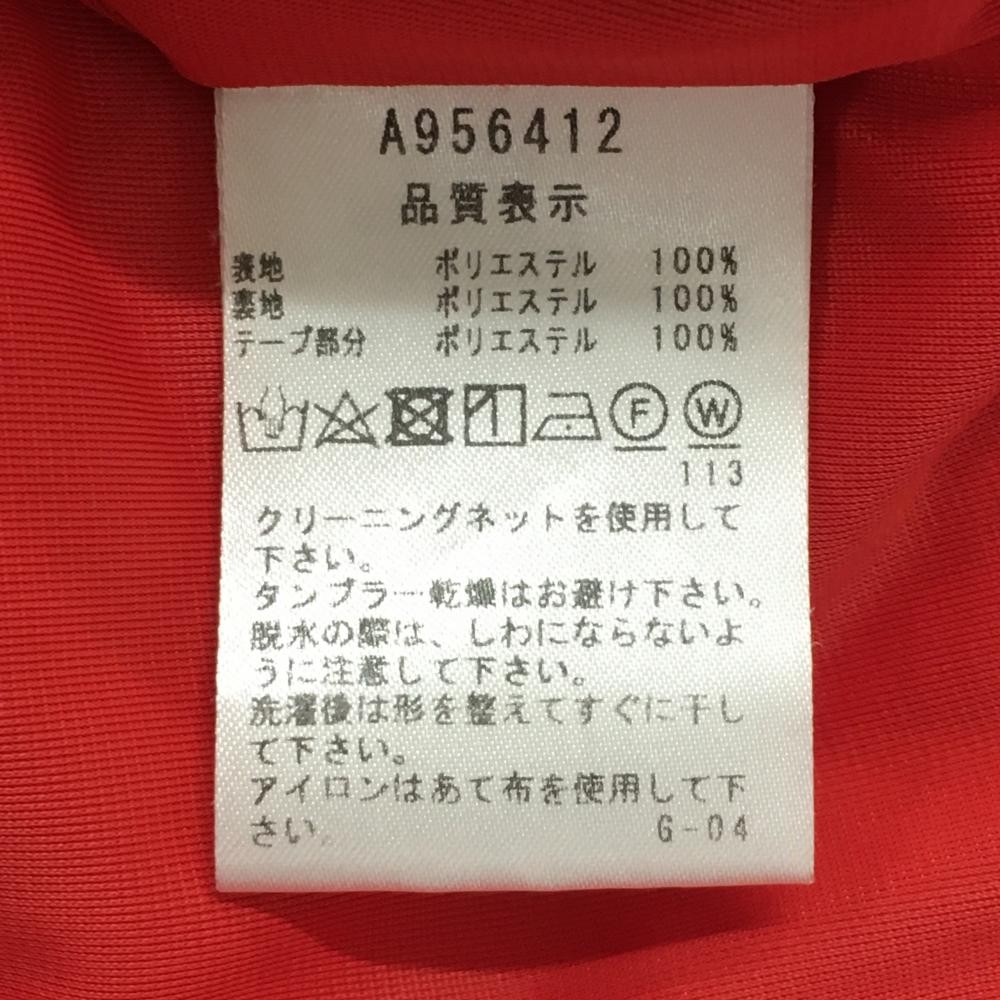 A956412
品質表示
表地 ポリエステル 100%
裏地 ポリエステル 100%
テープ部分 ポリエステル 100%
F W
113
クリーニングネットを使用して
下さい。
タンブラー乾燥はお避け下さい。
脱水の際は、しわにならないよ
うに注意して下さい。
洗濯後は形を整えてすぐに干し
て下さい。
アイロンはあて布を使用して下
さい。 G-04